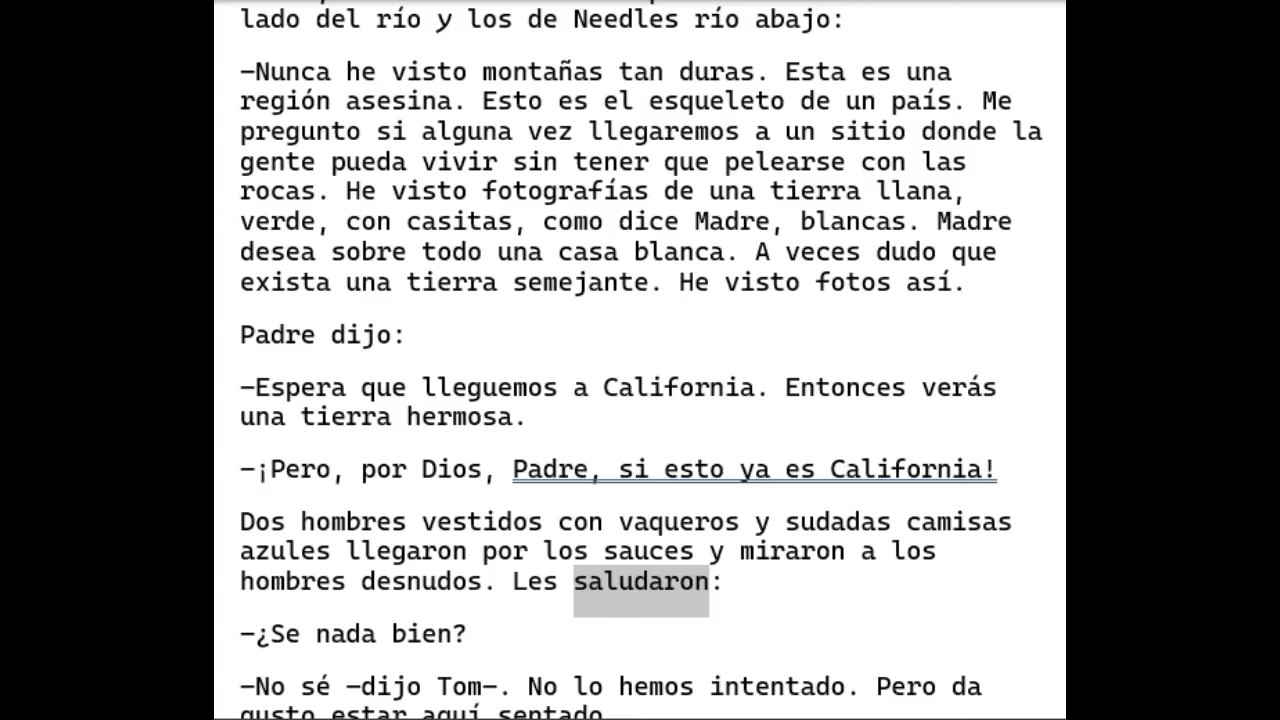 lado del río y los de Needles río abajo:
—Nunca he visto montañas tan duras. Esta es una
región asesina. Esto es el esqueleto de un país. Me
pregunto si alguna vez llegaremos a un sitio donde la
gente pueda vivir sin tener que pelearse con las
rocas. He visto fotografías de una tierra llana,
verde, con casitas, como dice Madre, blancas. Madre
desea sobre todo una casa blanca. A veces dudo que
exista una tierra semejante. He visto fotos así.
Padre dijo:
—Espera que lleguemos a California. Entonces verás
una tierra hermosa.
—¡Pero, por Dios, Padre, si esto ya es California!
Dos hombres vestidos con vaqueros y sudadas camisas
azules llegaron por los sauces y miraron a los
hombres desnudos. Les saludaron:
—¿Se nada bien?
—No sé —dijo Tom—. No lo hemos intentado. Pero da
gusto estar aquí sentado.